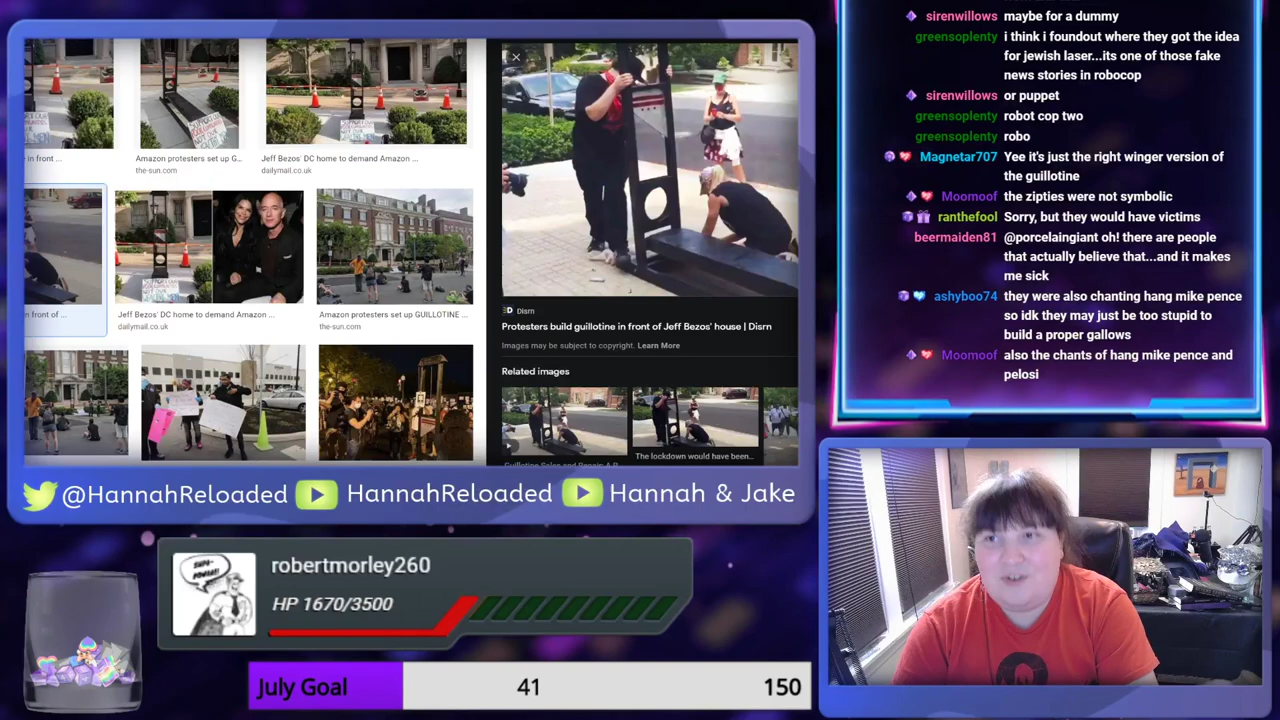 in front ...
Amazon protesters set up G...
the-sun.com
Jeff Bezos' DC home to demand Amazon ...
dailymail.co.uk
in front of ...
Jeff Bezos' DC home to demand Amazon ...
dailymail.co.uk
Amazon protesters set up GUILLOTINE ...
the-sun.com
Disrn
Protesters build guillotine in front of Jeff Bezos' house | Disrn
Images may be subject to copyright. Learn More
Related images
The lockdown would have been...
@HannahReloaded
HannahReloaded
Hannah & Jake
robertmorley260
HP 1670/3500
July Goal
41
150
sirenwillows maybe for a dummy
greensoplenty i think i foundout where they got the idea
for jewish laser...its one of those fake
news stories in robocop
sirenwillows or puppet
greensoplenty robot cop two
greensoplenty robo
Magnetar707 Yee it's just the right winger version of
the guillotine
Moomoof the zipties were not symbolic
ranthefool Sorry, but they would have victims
beermaiden81 @porcelaingiant oh! there are people
that actually believe that...and it makes
me sick
ashyboo74 they were also chanting hang mike pence
so idk they may just be too stupid to
build a proper gallows
Moomoof also the chants of hang mike pence and
pelosi